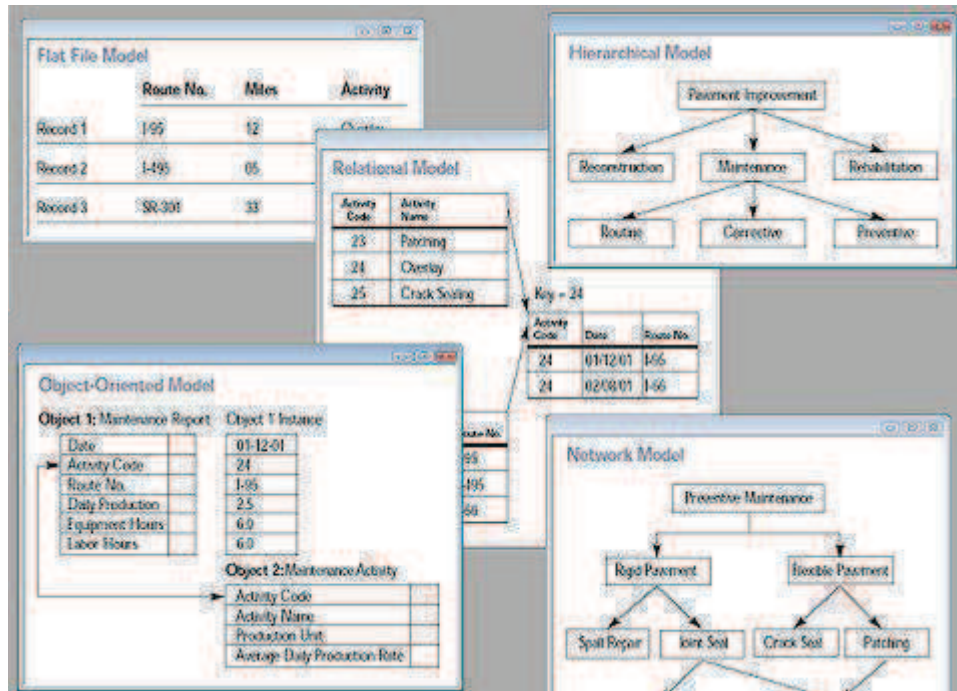 Flat File Model
Route No. Miles Activity
Record 1 I-95 12
Record 2 I-495 05
Record 3 SR-301 33
Relational Model
Activity Code Activity Name
23 Patching
24 Overlay
25 Crack Sealing
Key = 24
Activity Code Date Route No.
24 01/12/01 I-95
24 02/08/01 I-66
Route No.
95
495
66
Hierarchical Model
Pavement Improvement
Reconstruction Maintenance Rehabilitation
Routine Corrective Preventive
Object-Oriented Model
Object 1: Maintenance Report Object 1 Instance
Date 01-12-01
Activity Code 24
Route No. I-95
Daily Production 2.5
Equipment Hours 6.0
Labor Hours 6.0
Object 2: Maintenance Activity
Activity Code
Activity Name
Production Unit
Average Daily Production Rate
Network Model
Preventive Maintenance
Rigid Pavement Flexible Pavement
Spall Repair Joint Seal Crack Seal Patching